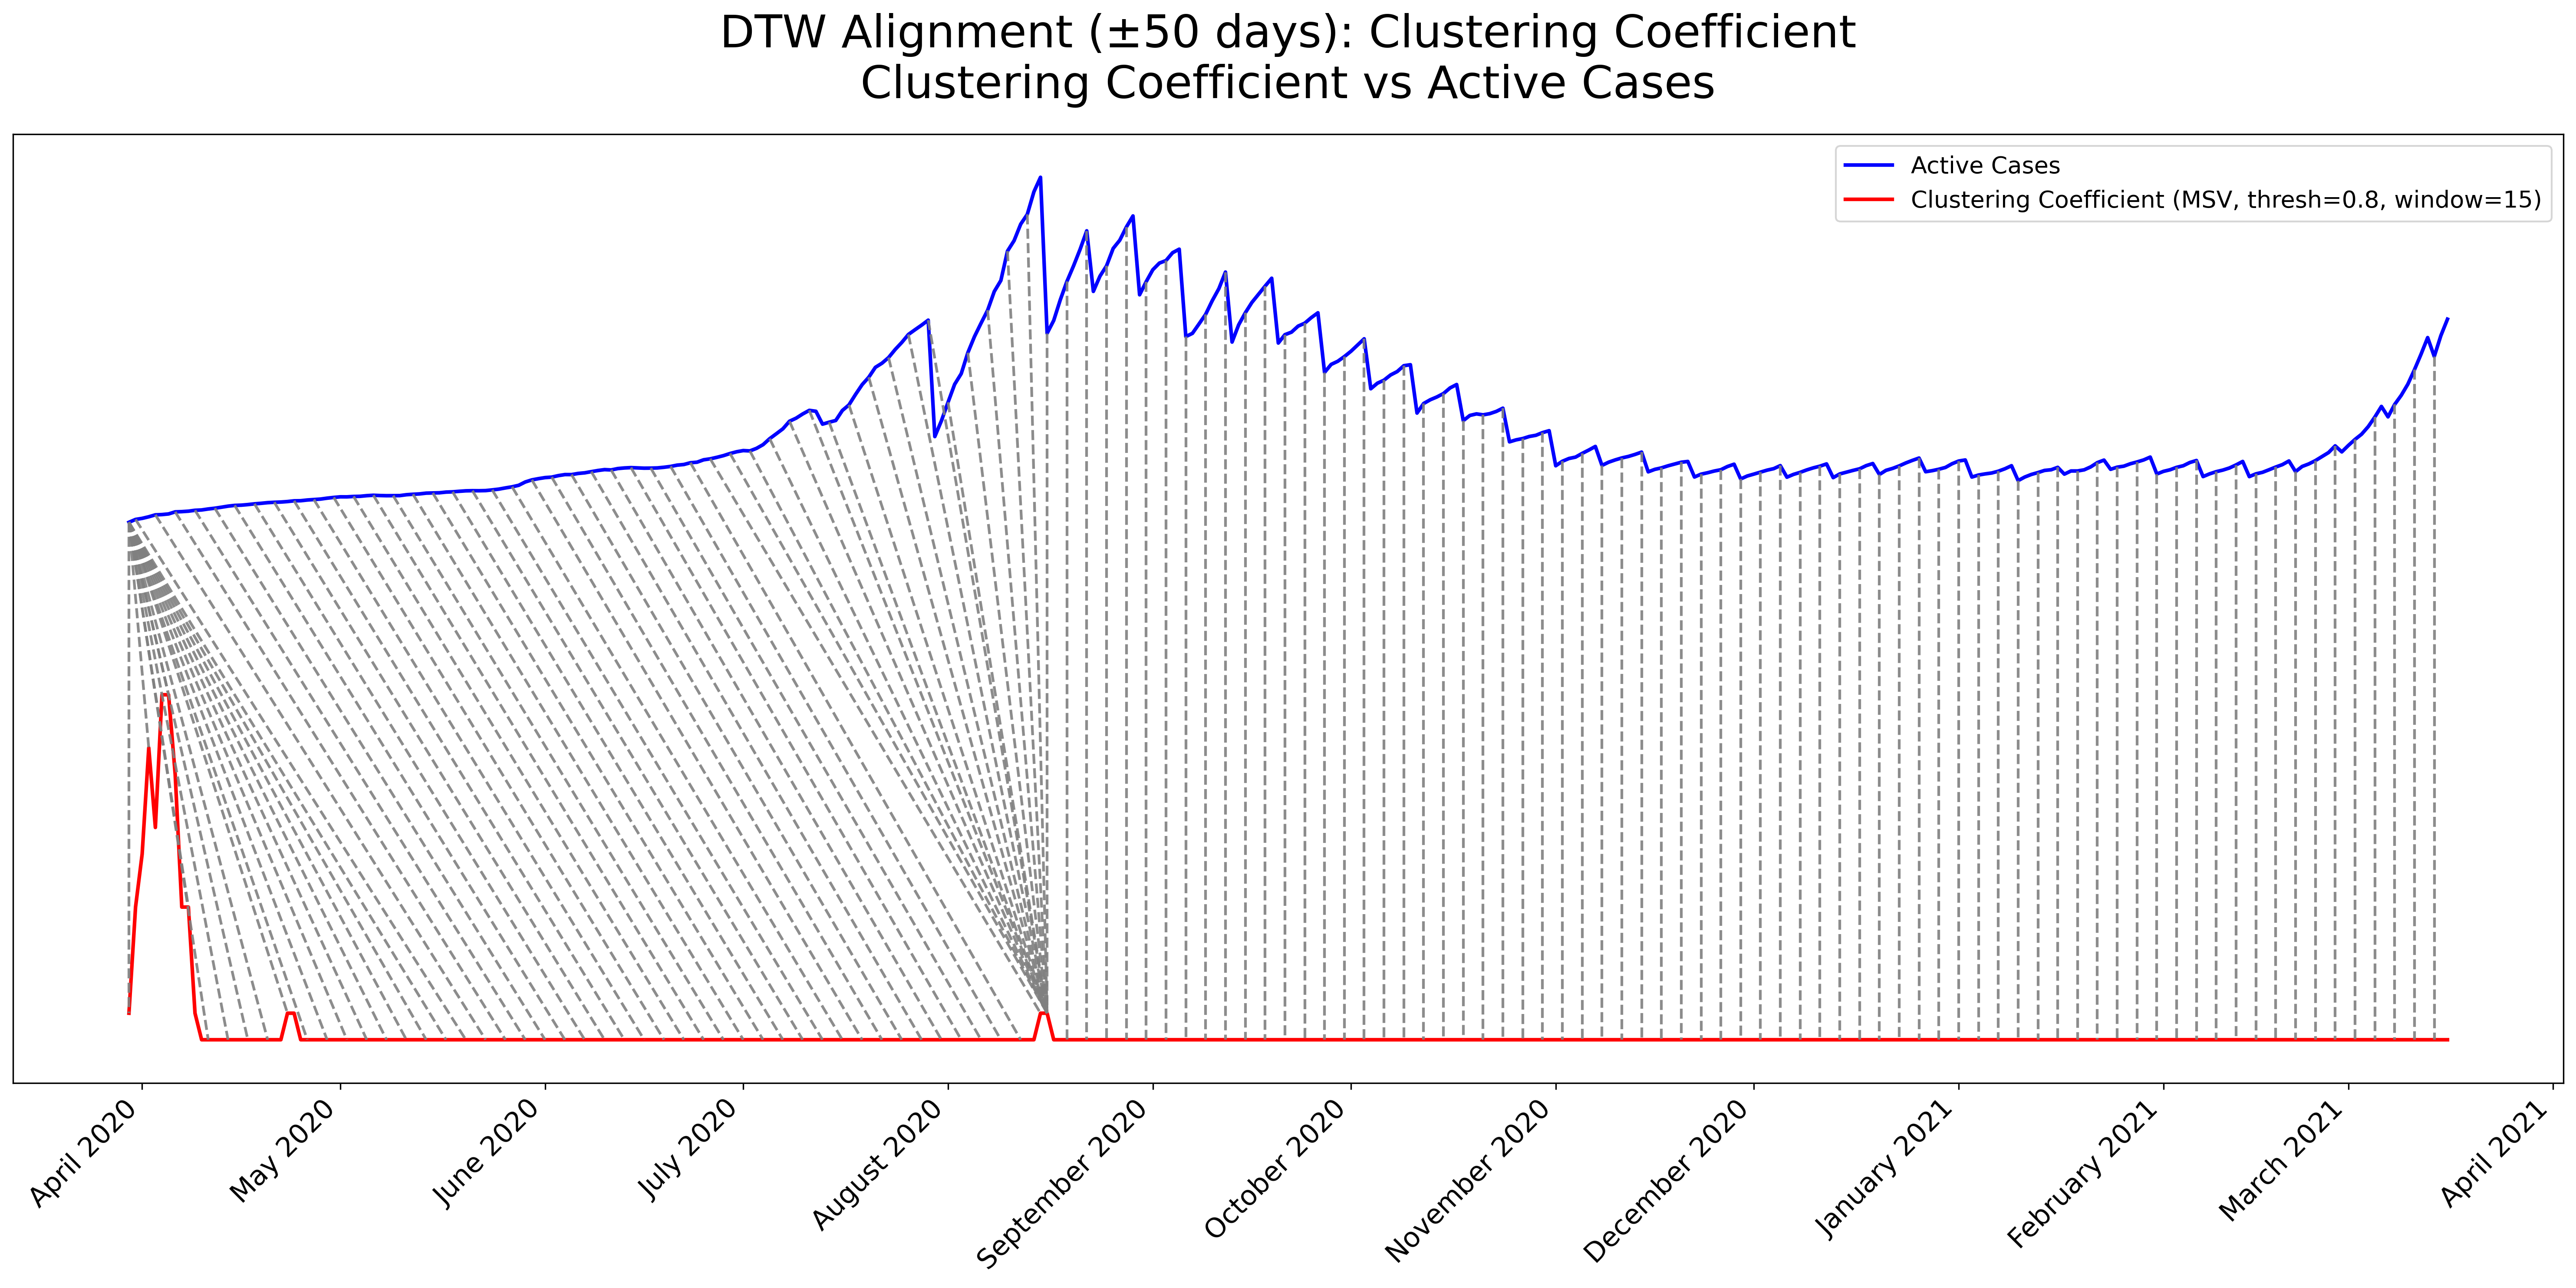 DTW Alignment (±50 days): Clustering Coefficient
Clustering Coefficient vs Active Cases
Active Cases
Clustering Coefficient (MSV, thresh=0.8, window=15)
April 2020
May 2020
June 2020
July 2020
August 2020
September 2020
October 2020
November 2020
December 2020
January 2021
February 2021
March 2021
April 2021